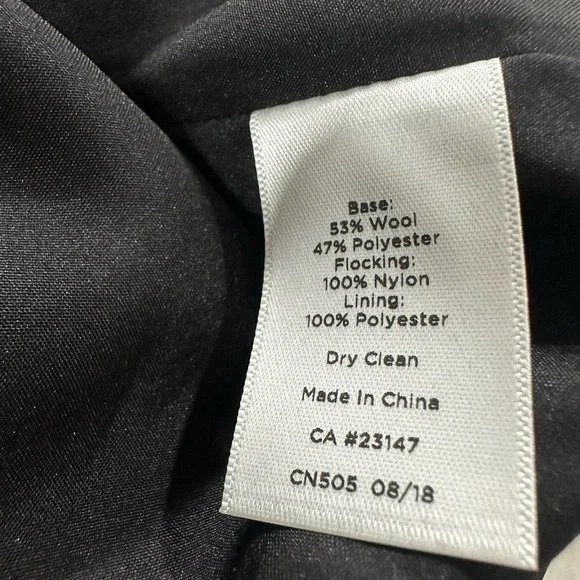 Base:
53% Wool
47% Polyester
Flocking:
100% Nylon
Lining:
100% Polyester
Dry Clean
Made In China
CA #23147
CN505 08/18